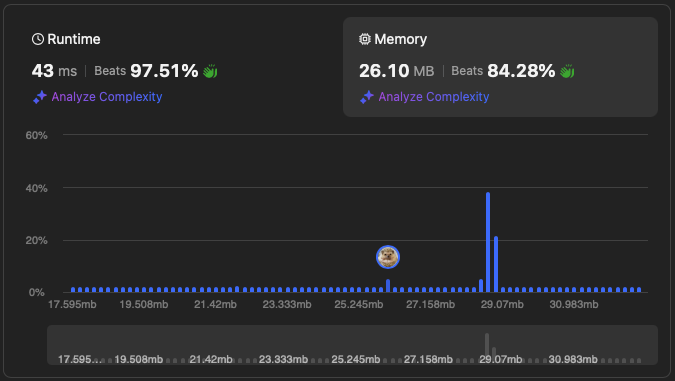 Runtime
Memory
43 ms | Beats 97.51%
26.10 MB | Beats 84.28%
Analyze Complexity
Analyze Complexity
60%
40%
20%
0%
17.595mb 19.508mb 21.42mb 23.333mb 25.245mb 27.158mb 29.07mb 30.983mb
17.595... 19.508mb 21.42mb 23.333mb 25.245mb 27.158mb 29.07mb 30.983mb